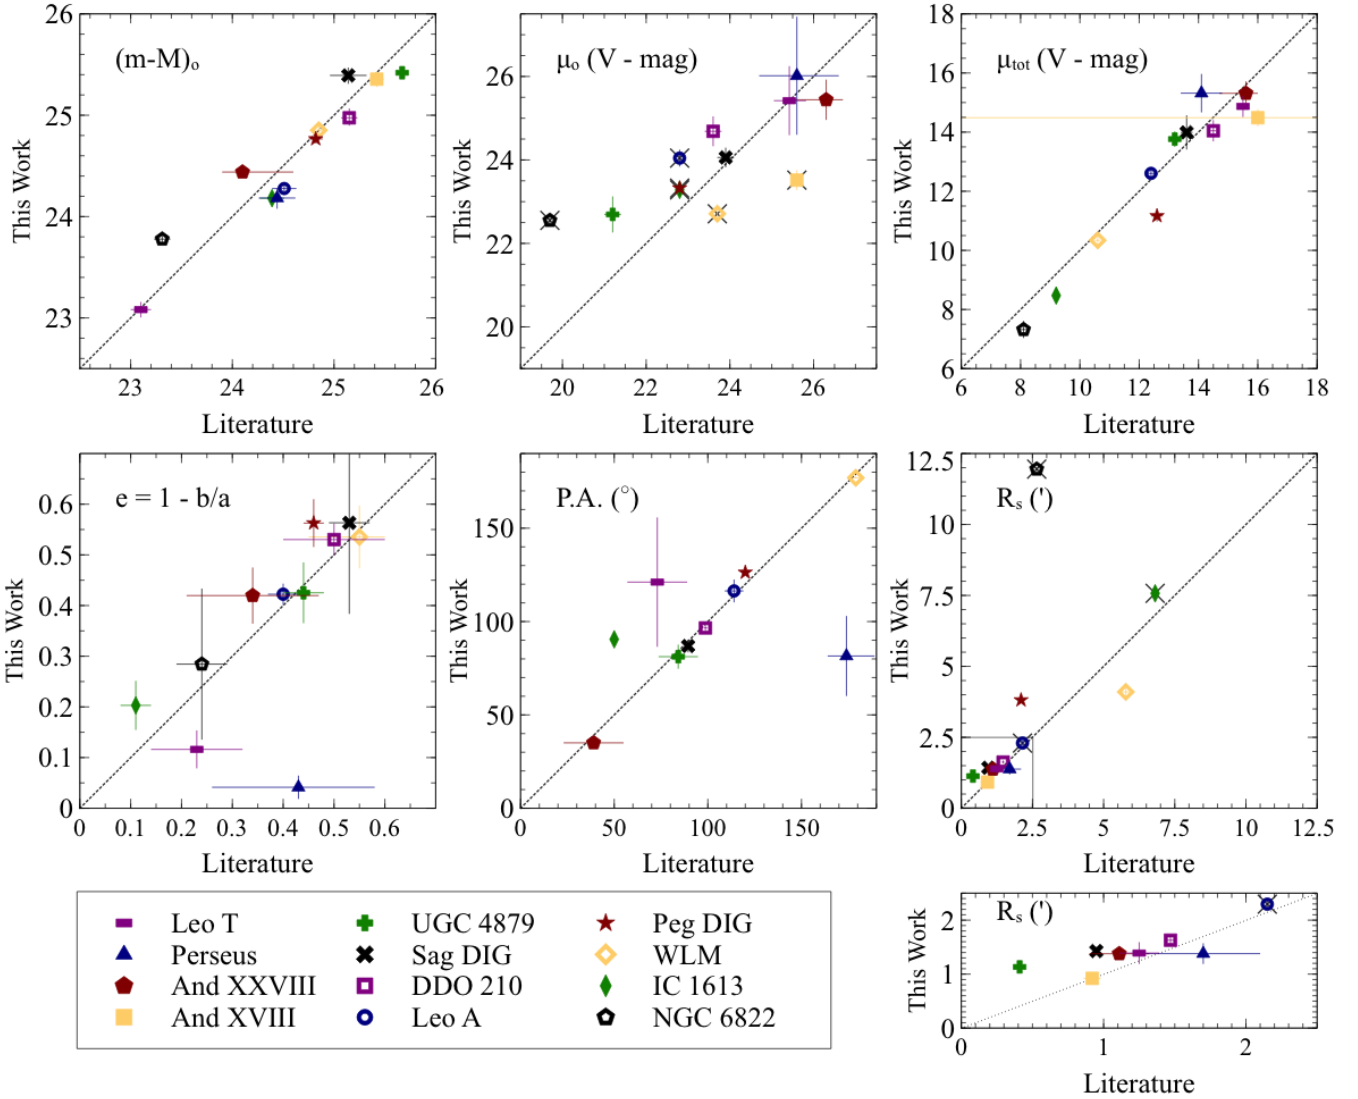 (m-M)ₒ
26
25
24
23
23 24 25 26
This Work
Literature
μₒ (V - mag)
26
24
22
20
20 22 24 26
This Work
Literature
μtot (V - mag)
18
16
14
12
10
8
6
6 8 10 12 14 16 18
This Work
Literature
e = 1 - b/a
0.6
0.5
0.4
0.3
0.2
0.1
0
0 0.1 0.2 0.3 0.4 0.5 0.6
This Work
Literature
P.A. (°)
150
100
50
0
0 50 100 150
This Work
Literature
Rₛ (')
12.5
10
7.5
5
2.5
0
0 2.5 5 7.5 10 12.5
This Work
Literature
Leo T UGC 4879 Peg DIG
Perseus Sag DIG WLM
And XXVIII DDO 210 IC 1613
And XVIII Leo A NGC 6822
Rₛ (')
2
1
0
0 1 2
This Work
Literature